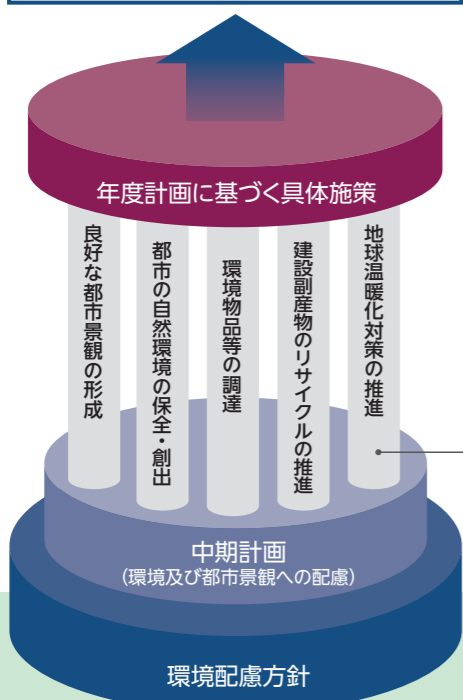 年度計画に基づく具体施策
地球温暖化対策の推進
建設副産物のリサイクルの推進
環境物品等の調達
都市の自然環境の保全・創出
良好な都市景観の形成
中期計画
(環境及び都市景観への配慮)
環境配慮方針